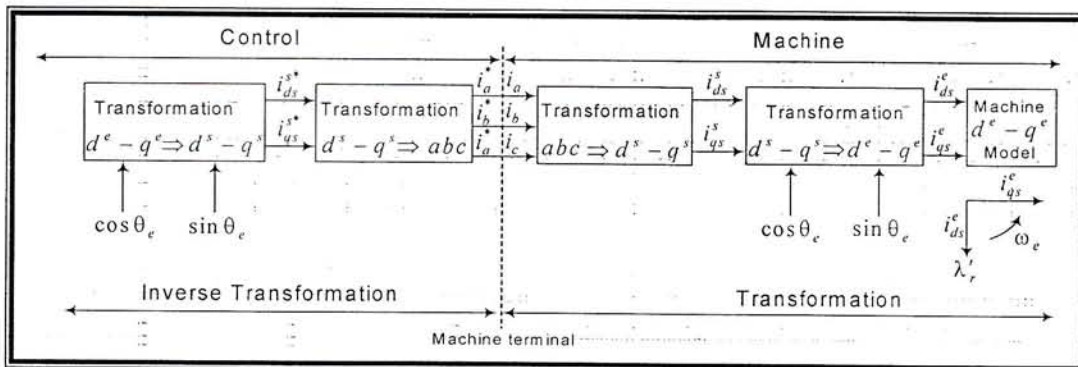 Control
Machine
Transformation
d^e - q^e ⇒ d^s - q^s
i_ds^s*
i_qs^s*
Transformation
d^s - q^s ⇒ abc
i_a^*
i_b^*
i_a^*
i_a
i_b
i_c
Transformation
abc ⇒ d^s - q^s
i_ds^s
i_qs^s
Transformation
d^s - q^s ⇒ d^e - q^e
i_ds^e
i_qs^e
Machine
d^e - q^e
Model
cos θ_e
sin θ_e
cos θ_e
sin θ_e
i_qs^e
i_ds^e
ω_e
λ'_r
Inverse Transformation
Transformation
Machine terminal